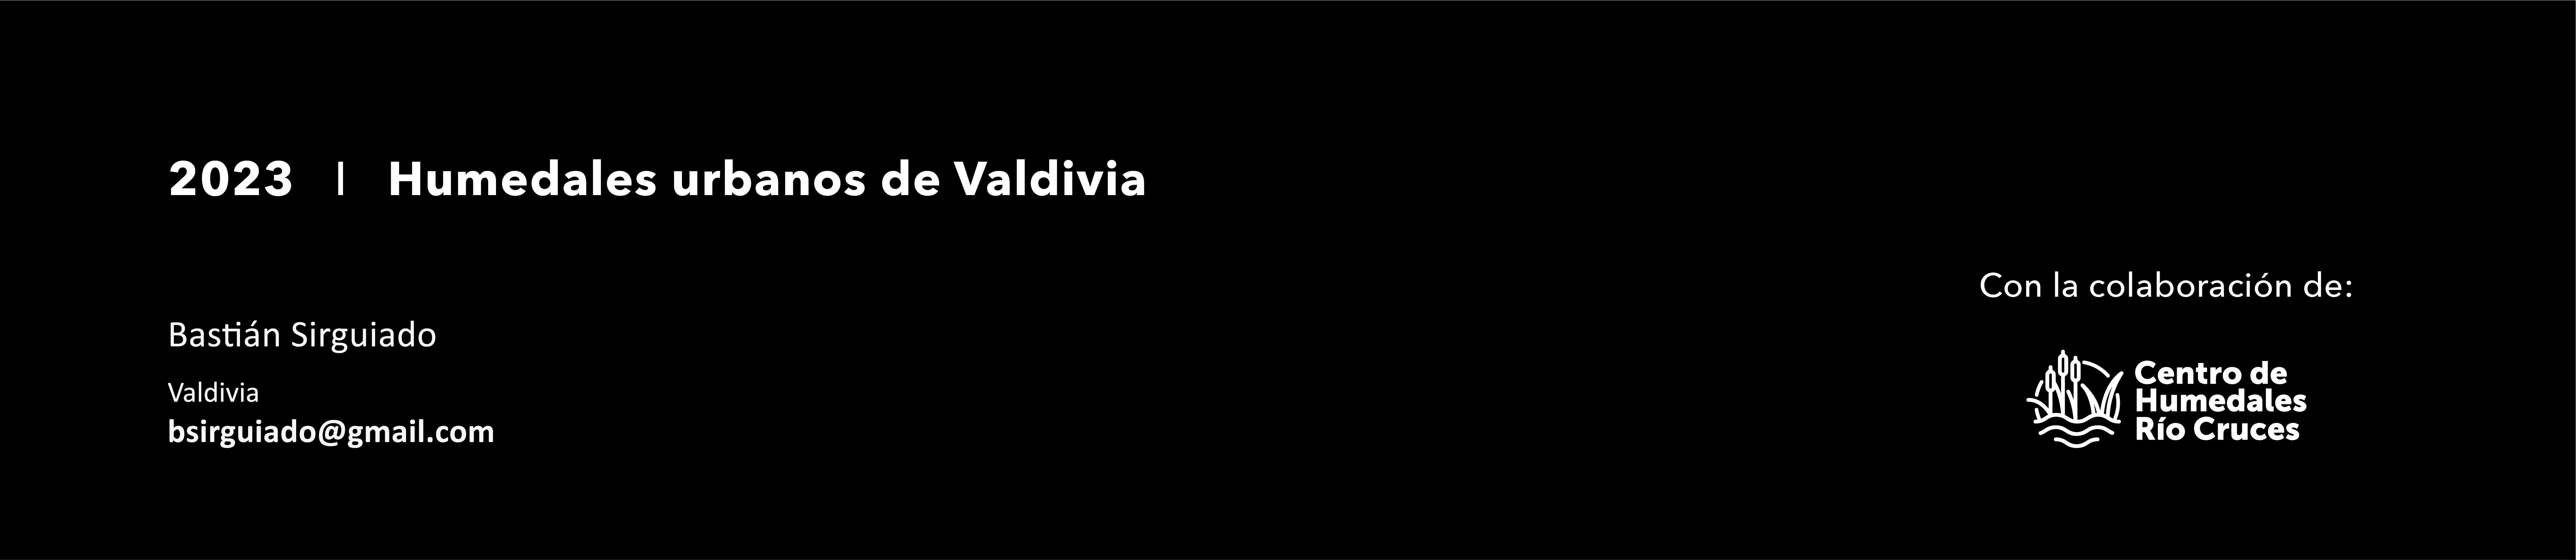 2023 | Humedales urbanos de Valdivia
Bastián Sirguiado
Valdivia
bsirguiado@gmail.com
Con la colaboración de:
Centro de
Humedales
Río Cruces